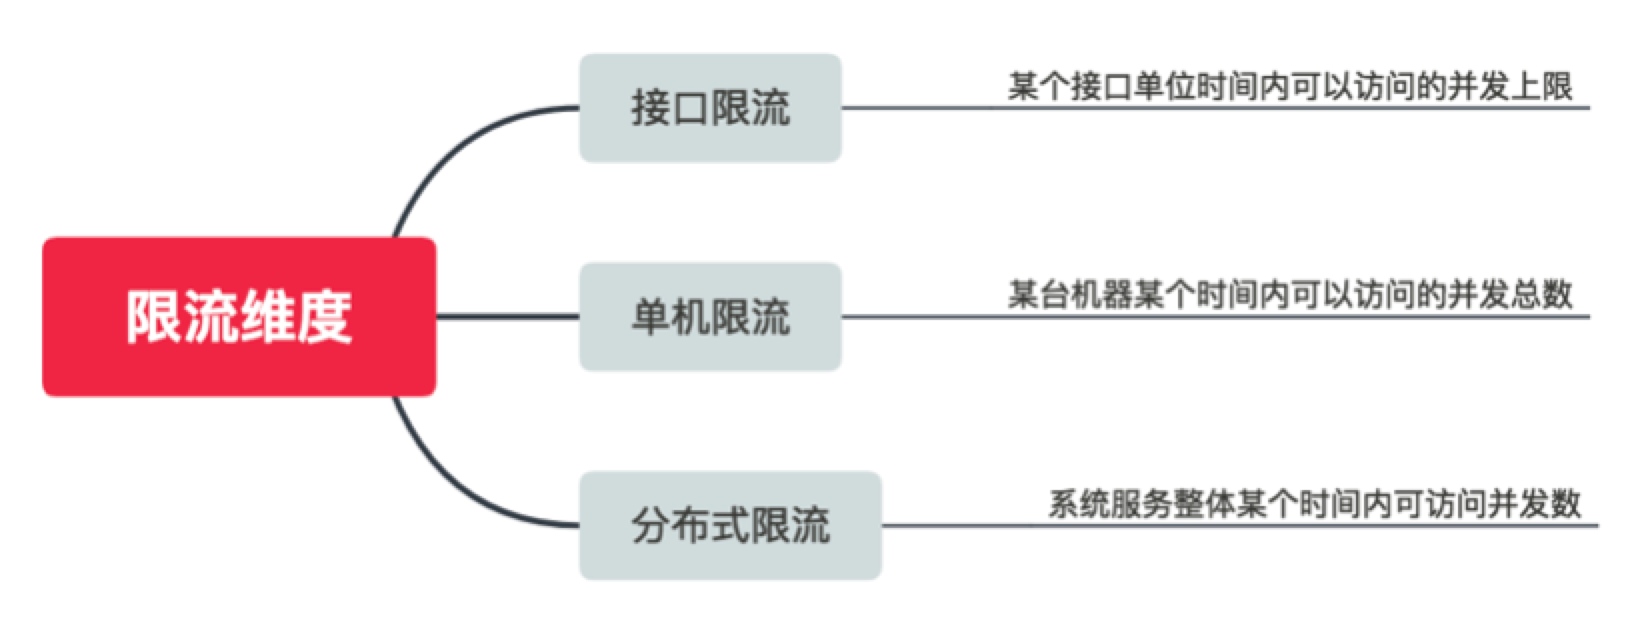 限流维度
接口限流
某个接口单位时间内可以访问的并发上限
单机限流
某台机器某个时间内可以访问的并发总数
分布式限流
系统服务整体某个时间内可访问并发数